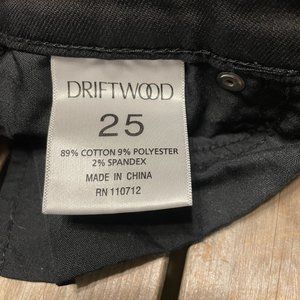 DRIFTWOOD
25
89% COTTON 9% POLYESTER
2% SPANDEX
MADE IN CHINA
RN 110712